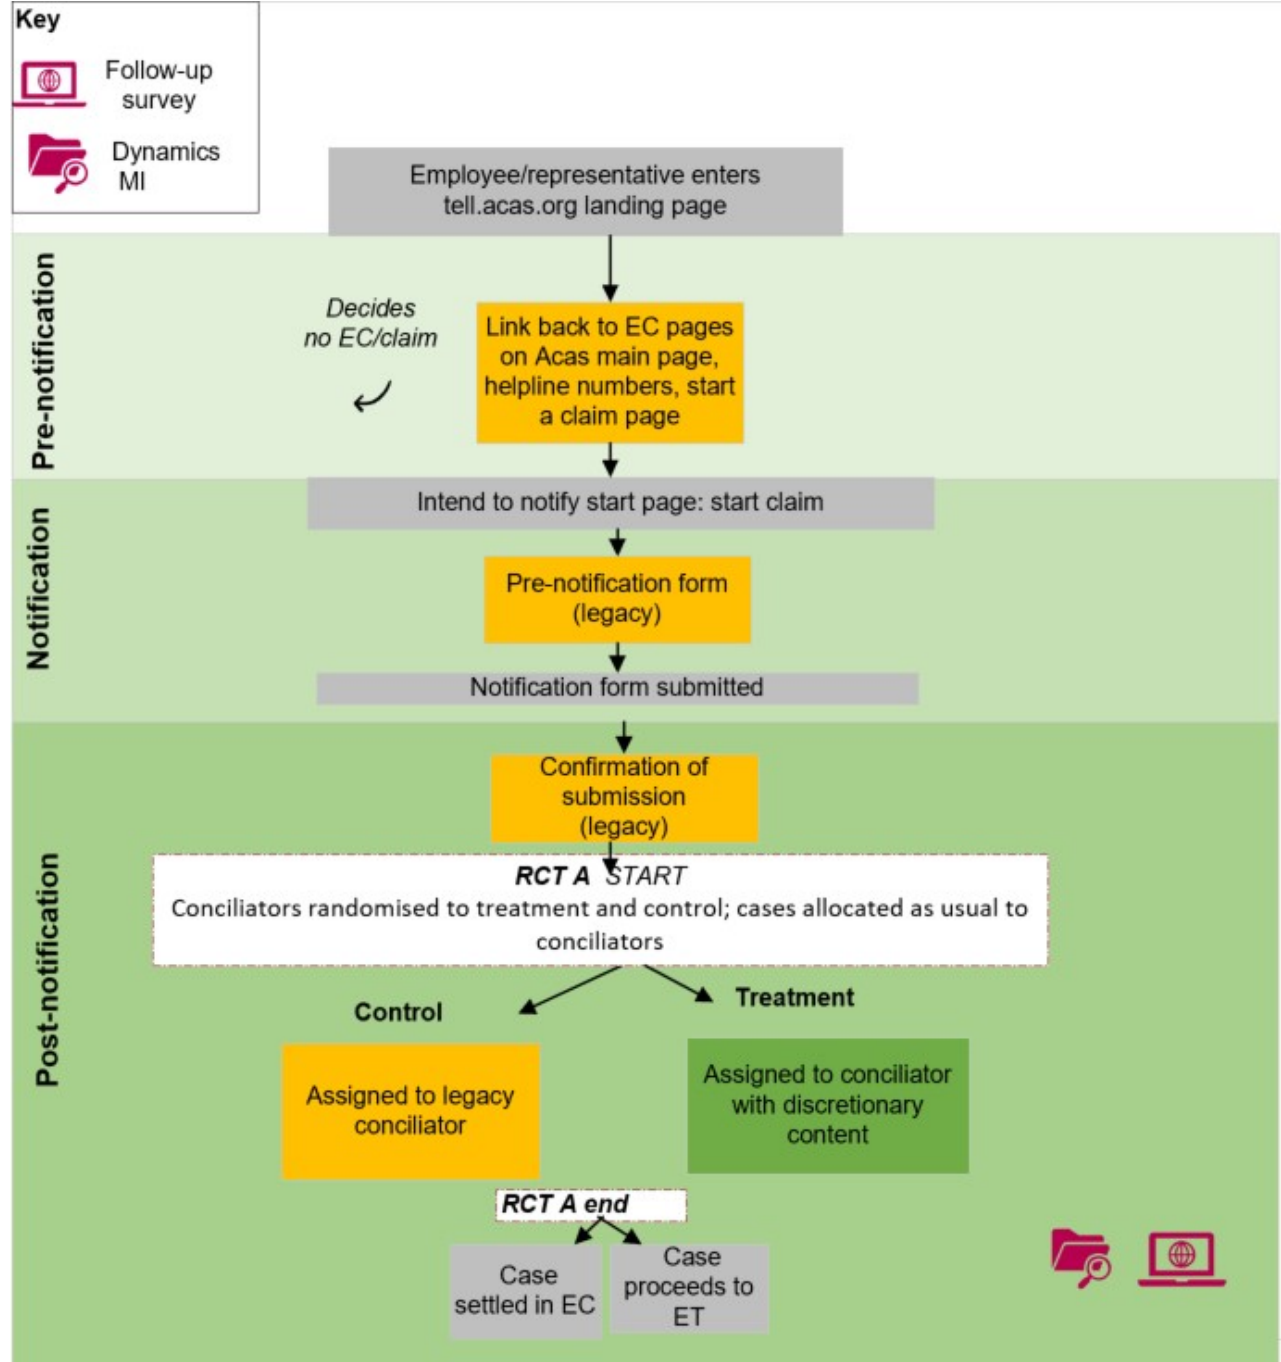 Key
Follow-up
survey
Dynamics
MI
Employee/representative enters
tell.acas.org landing page
Pre-notification
Decides
no EC/claim
Link back to EC pages
on Acas main page,
helpline numbers, start
a claim page
Notification
Intend to notify start page: start claim
Pre-notification form
(legacy)
Notification form submitted
Post-notification
Confirmation of
submission
(legacy)
RCT A START
Conciliators randomised to treatment and control; cases allocated as usual to
conciliators
Control
Treatment
Assigned to legacy
conciliator
Assigned to conciliator
with discretionary
content
RCT A end
Case
settled in EC
Case
proceeds to
ET